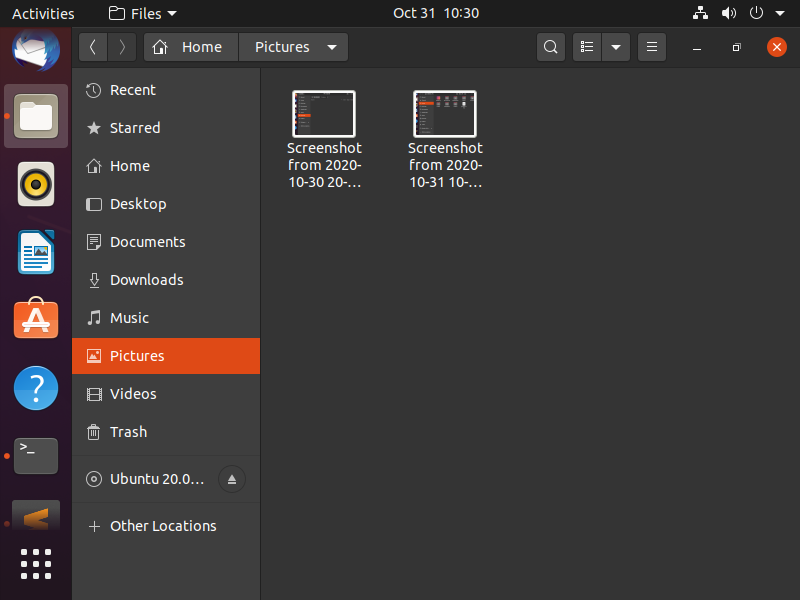 Activities Files Oct 31 10:30
Home Pictures
Recent
Starred
Home
Desktop
Documents
Downloads
Music
Pictures
Videos
Trash
Ubuntu 20.0...
Other Locations
Screenshot
from 2020-
10-30 20-...
Screenshot
from 2020-
10-31 10-...